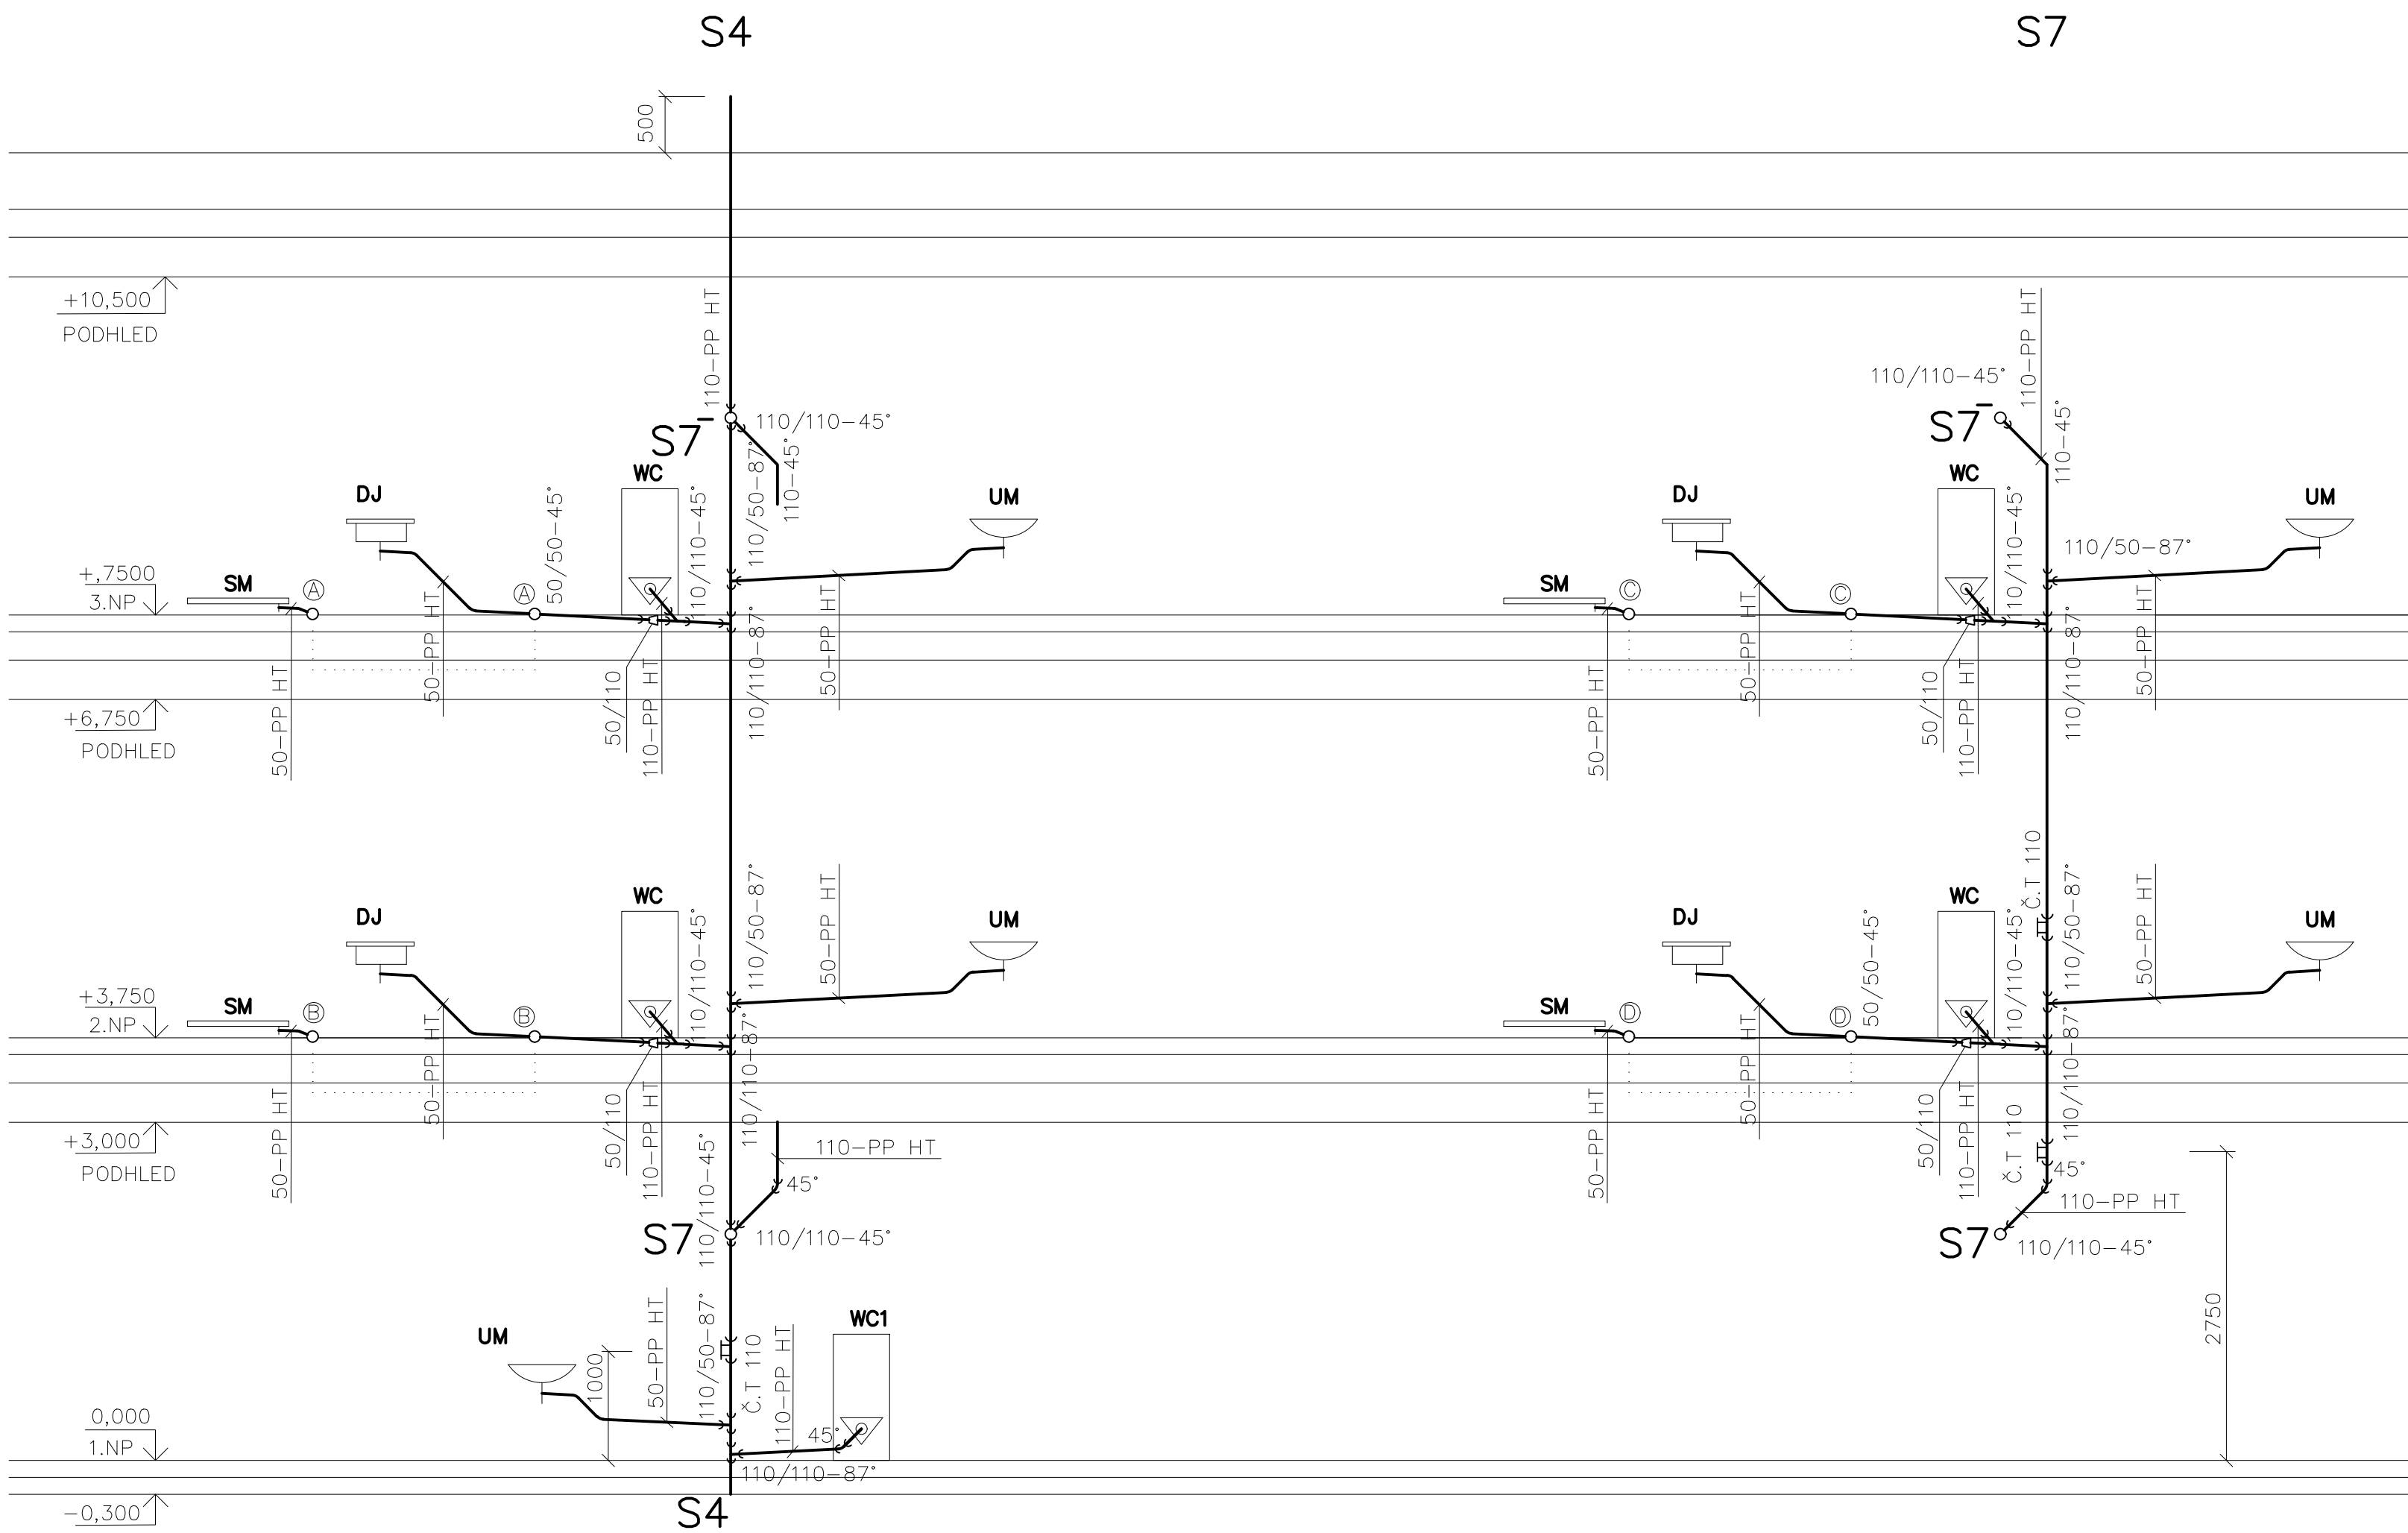 S4
S7
500
+10,500
PODHLED
110-PP HT
110-PP HT
110/110-45°
S7
110/110-45°
S7
110-45°
110-45°
110/50-87°
WC
DJ
50/50-45°
110/110-45°
UM
WC
DJ
110/110-45°
UM
110/50-87°
+,7500
3.NP
SM
A
A
SM
C
C
50-PP HT
50-PP HT
50/110
110-PP HT
110/110-87°
50-PP HT
50-PP HT
50-PP HT
50/110
110-PP HT
110/110-87°
50-PP HT
+6,750
PODHLED
Č.T 110
WC
DJ
110/110-45°
110/50-87°
50-PP HT
UM
WC
DJ
50/50-45°
110/110-45°
110/50-87°
50-PP HT
UM
+3,750
2.NP
SM
B
B
SM
D
D
50-PP HT
50-PP HT
50/110
110-PP HT
110/110-87°
50-PP HT
50-PP HT
50/110
110-PP HT
Č.T 110
110/110-87°
+3,000
PODHLED
110-PP HT
110/110-45°
45°
45°
110-PP HT
S7
110/110-45°
S7
110/110-45°
2750
UM
1000
50-PP HT
110/50-87°
Č.T 110
110-PP HT
WC1
45°
0,000
1.NP
110/110-87°
-0,300
S4